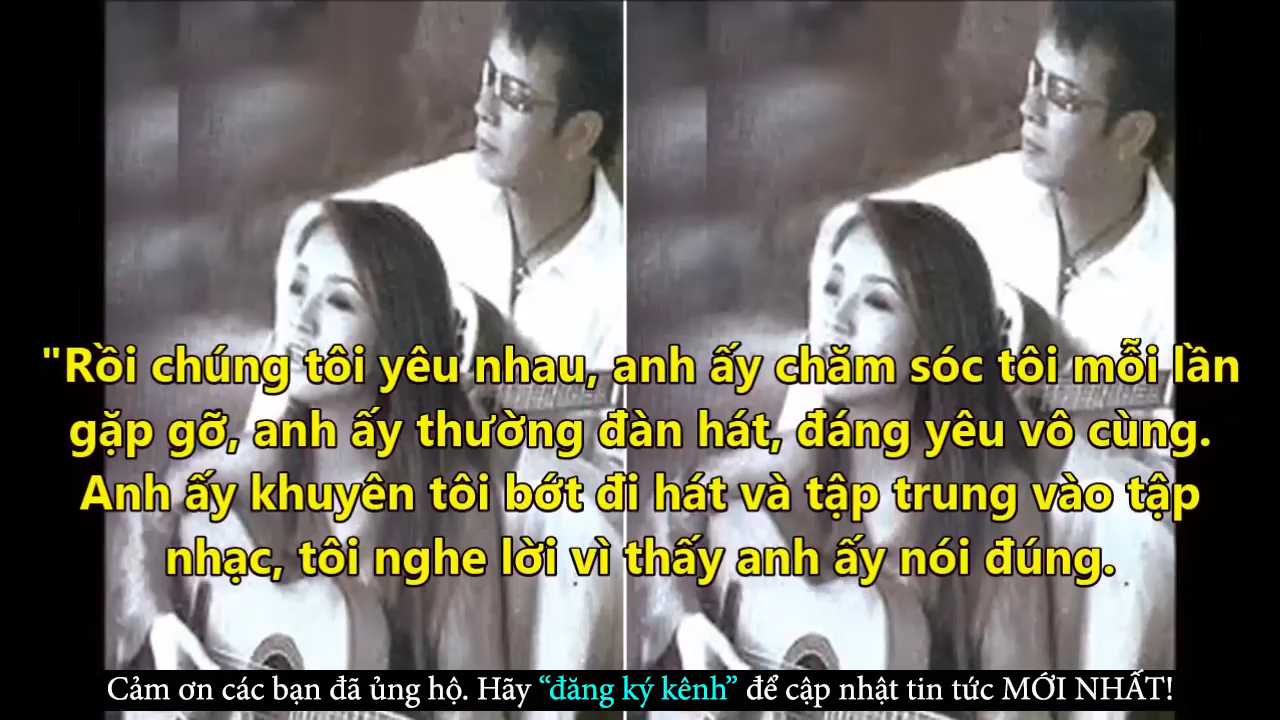 "Rồi chúng tôi yêu nhau, anh ấy chăm sóc tôi mỗi lần
gặp gỡ, anh ấy thường đàn hát, đáng yêu vô cùng.
Anh ấy khuyên tôi bớt đi hát và tập trung vào tập
nhạc, tôi nghe lời vì thấy anh ấy nói đúng.
Cảm ơn các bạn đã ủng hộ. Hãy “đăng ký kênh” để cập nhật tin tức MỚI NHẤT!